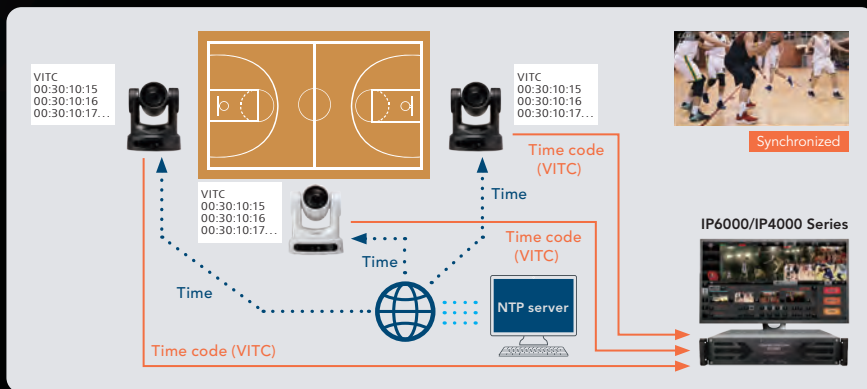 VITC
00:30:10:15
00:30:10:16
00:30:10:17...
VITC
00:30:10:15
00:30:10:16
00:30:10:17...
Time code
(VITC)
Synchronized
VITC
00:30:10:15
00:30:10:16
00:30:10:17...
Time
Time code
(VITC)
IP6000/IP4000 Series
Time
Time
NTP server
Time code (VITC)